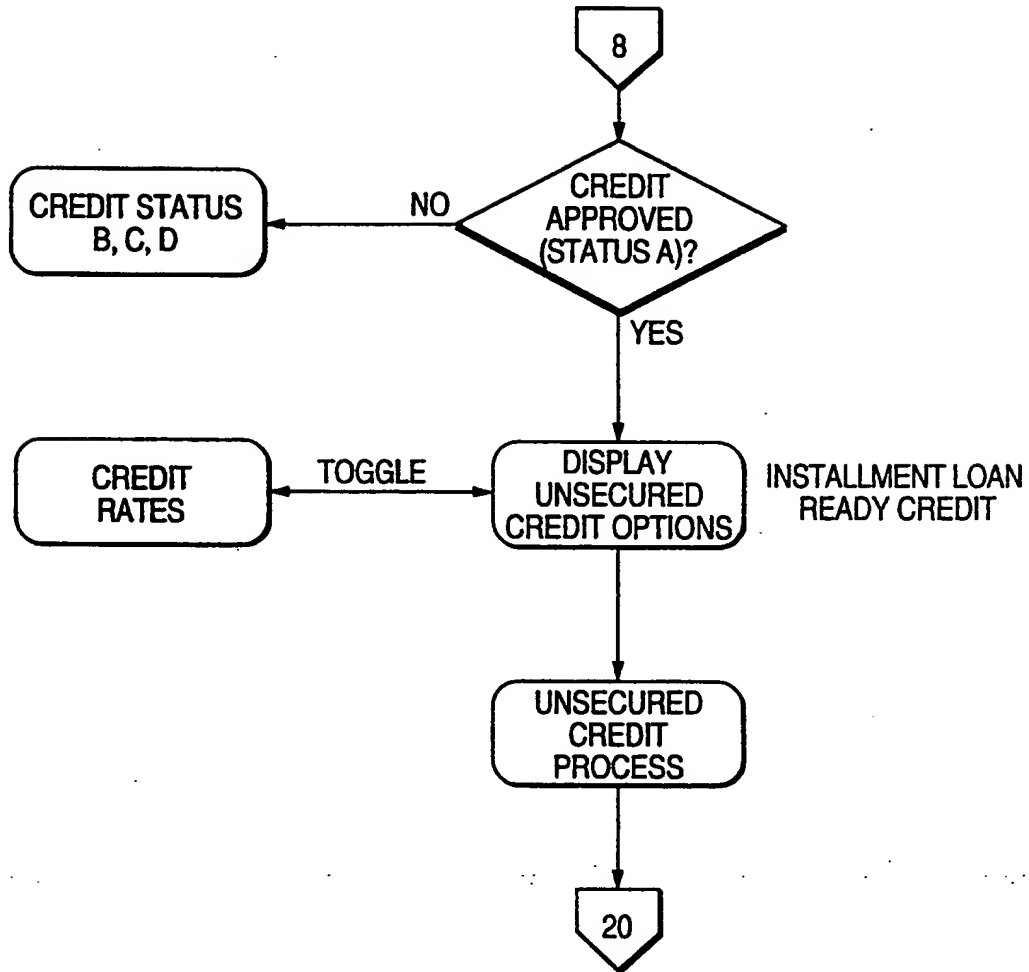 8
CREDIT
APPROVED
(STATUS A)?
NO
CREDIT STATUS
B, C, D
YES
CREDIT
RATES
TOGGLE
DISPLAY
UNSECURED
CREDIT OPTIONS
INSTALLMENT LOAN
READY CREDIT
UNSECURED
CREDIT
PROCESS
20